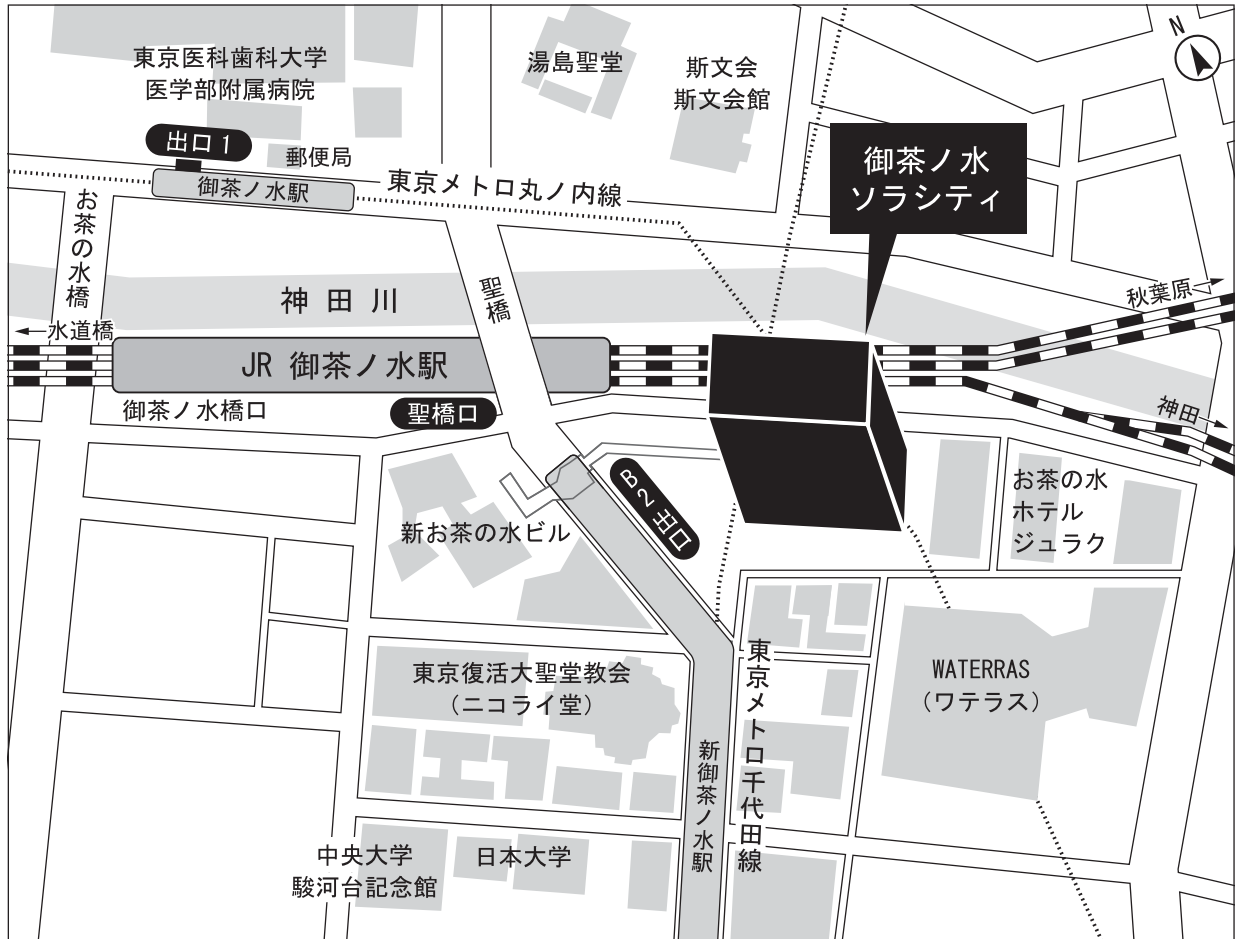 N
東京医科歯科大学
医学部附属病院
湯島聖堂
斯文会
斯文会館
出口1
郵便局
御茶ノ水駅
東京メトロ丸ノ内線
御茶ノ水
ソラシティ
お茶の水橋
神田川
聖橋
秋葉原
水道橋
JR 御茶ノ水駅
御茶ノ水橋口
聖橋口
神田
B2出口
新お茶の水ビル
お茶の水
ホテル
ジュラク
東京復活大聖堂教会
(ニコライ堂)
東京メトロ千代田線
WATERRAS
(ワテラス)
新御茶ノ水駅
中央大学
駿河台記念館
日本大学